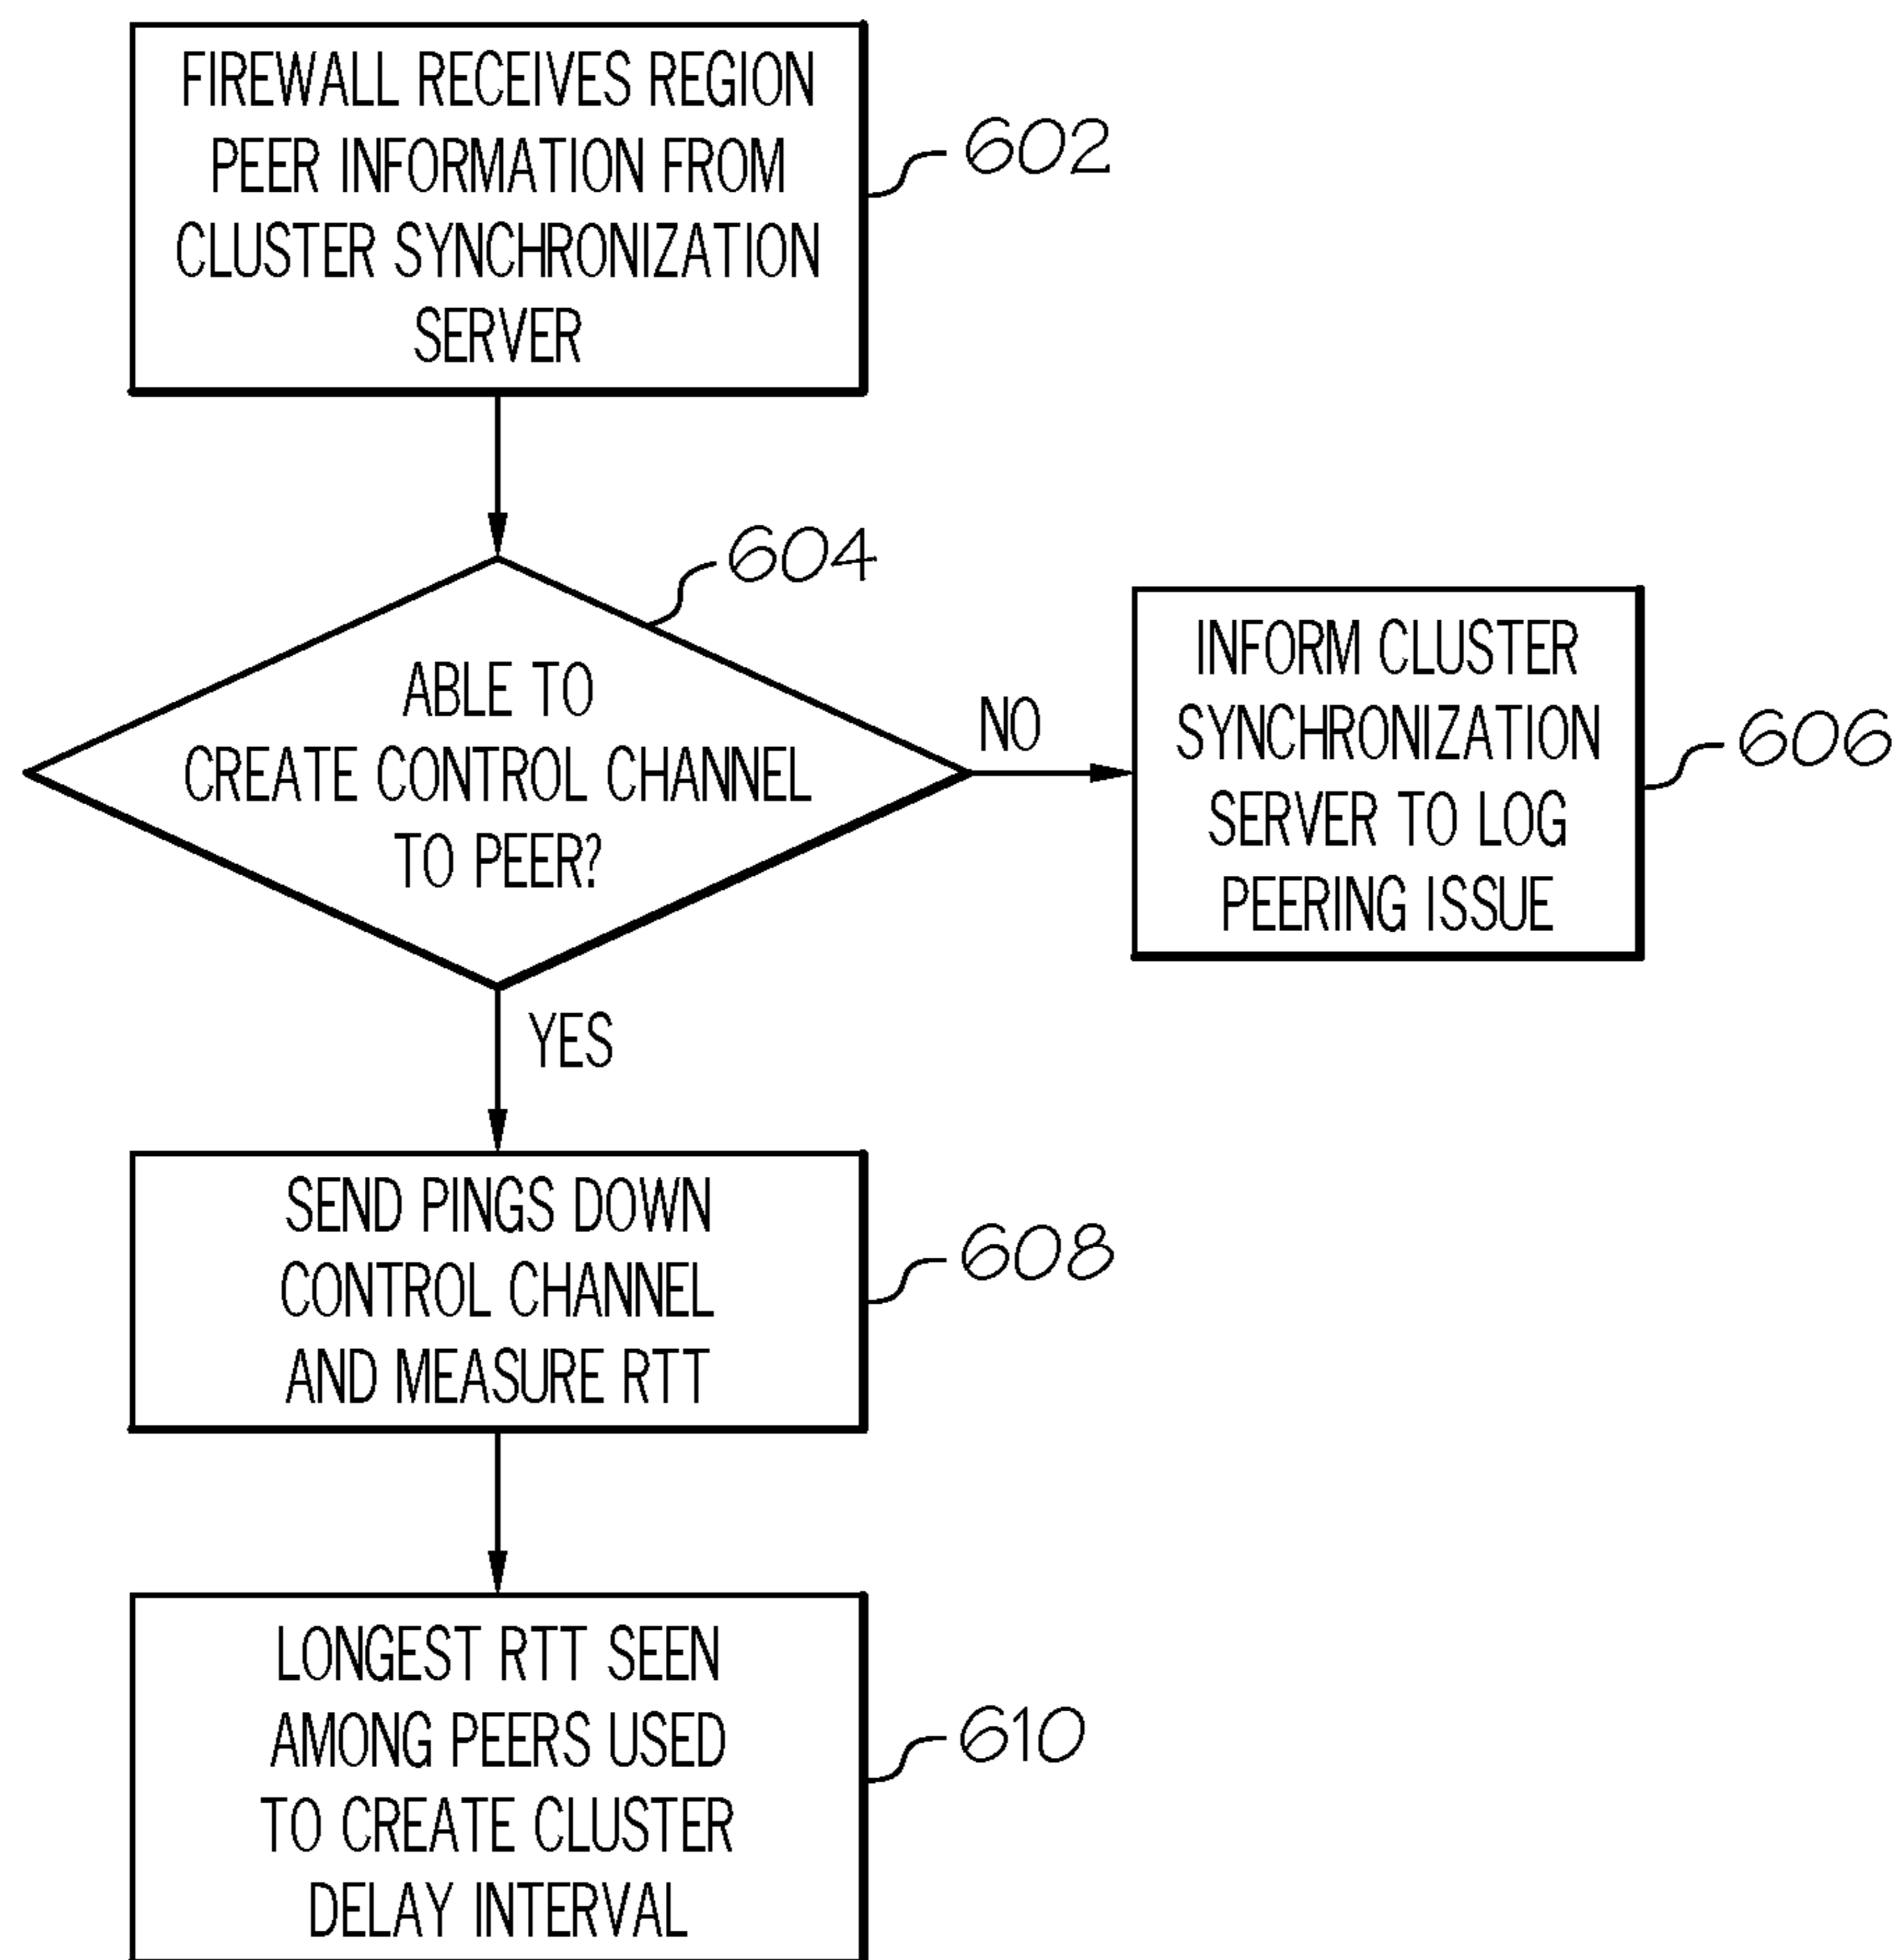 FIREWALL RECEIVES REGION
PEER INFORMATION FROM
CLUSTER SYNCHRONIZATION
SERVER
602
604
ABLE TO
CREATE CONTROL CHANNEL
TO PEER?
NO
INFORM CLUSTER
SYNCHRONIZATION
SERVER TO LOG
PEERING ISSUE
606
YES
SEND PINGS DOWN
CONTROL CHANNEL
AND MEASURE RTT
608
LONGEST RTT SEEN
AMONG PEERS USED
TO CREATE CLUSTER
DELAY INTERVAL
610